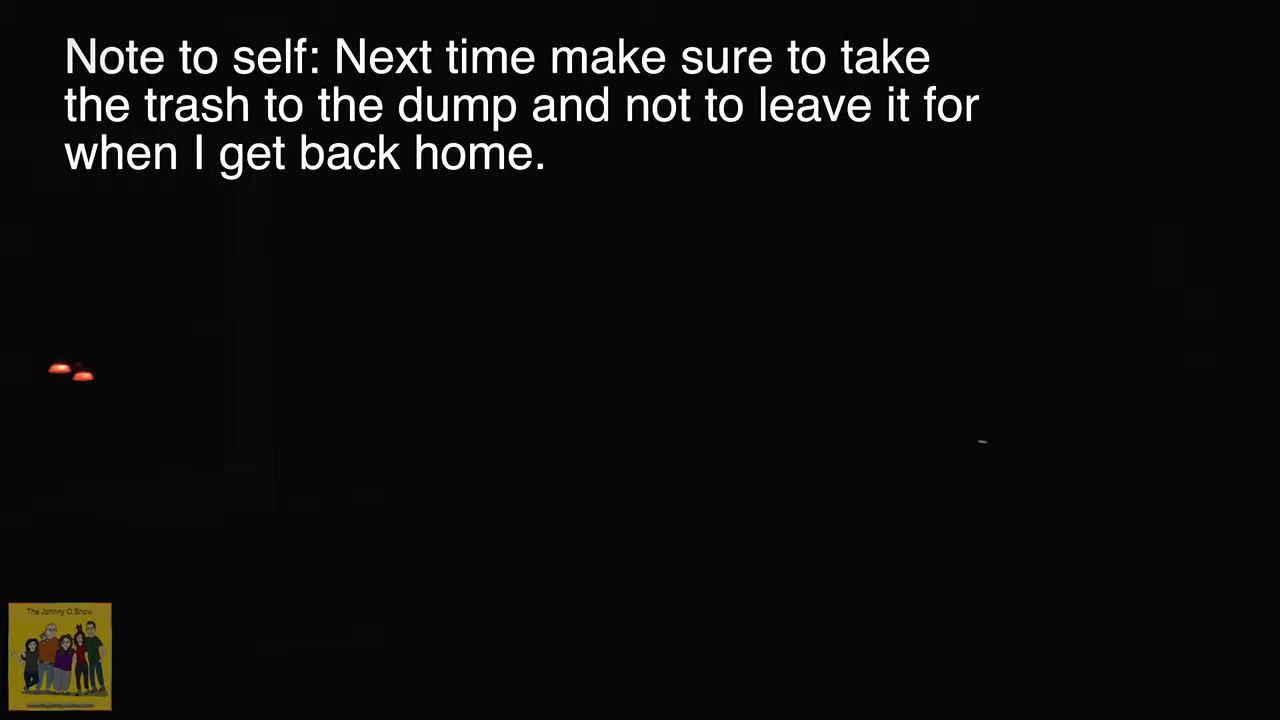 Note to self: Next time make sure to take
the trash to the dump and not to leave it for
when I get back home.
The Johnny O Show